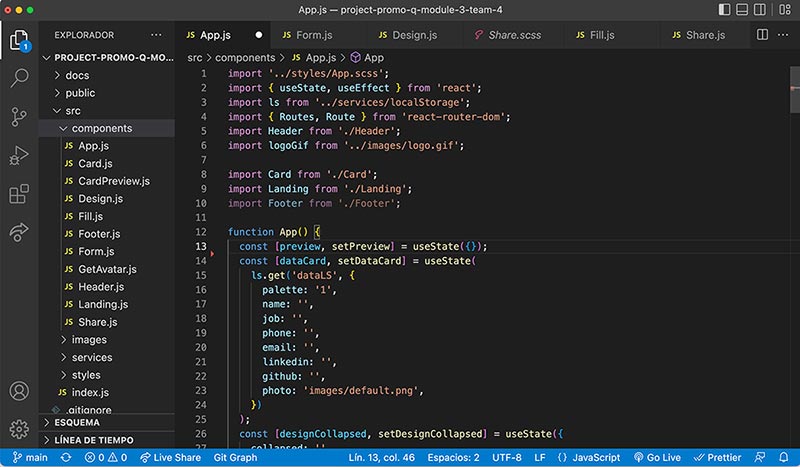 App.js — project-promo-q-module-3-team-4
JS App.js
JS Form.js
JS Design.js
Share.scss
JS Fill.js
JS Share.js
1
EXPLORADOR
PROJECT-PROMO-Q-MO...
docs
public
src
components
JS App.js
JS Card.js
JS CardPreview.js
JS Design.js
JS Fill.js
JS Footer.js
JS Form.js
JS GetAvatar.js
JS Header.js
JS Landing.js
JS Share.js
images
services
styles
JS index.js
.gitignore
ESQUEMA
LÍNEA DE TIEMPO
src > components > JS App.js > App
1 import '../styles/App.scss';
2 import { useState, useEffect } from 'react';
3 import ls from '../services/localStorage';
4 import { Routes, Route } from 'react-router-dom';
5 import Header from './Header';
6 import logoGif from '../images/logo.gif';
7
8 import Card from './Card';
9 import Landing from './Landing';
10 import Footer from './Footer';
11
12 function App() {
13 const [preview, setPreview] = useState({});
14 const [dataCard, setDataCard] = useState(
15 ls.get('dataLS', {
16 palette: '1',
17 name: '',
18 job: '',
19 phone: '',
20 email: '',
21 linkedin: '',
22 github: '',
23 photo: 'images/default.png',
24 })
25 );
26 const [designCollapsed, setDesignCollapsed] = useState({
collapsed: ''
main
0 0
Live Share
Git Graph
Lín. 13, col. 46
Espacios: 2
UTF-8
LF
{} JavaScript
Go Live
Prettier